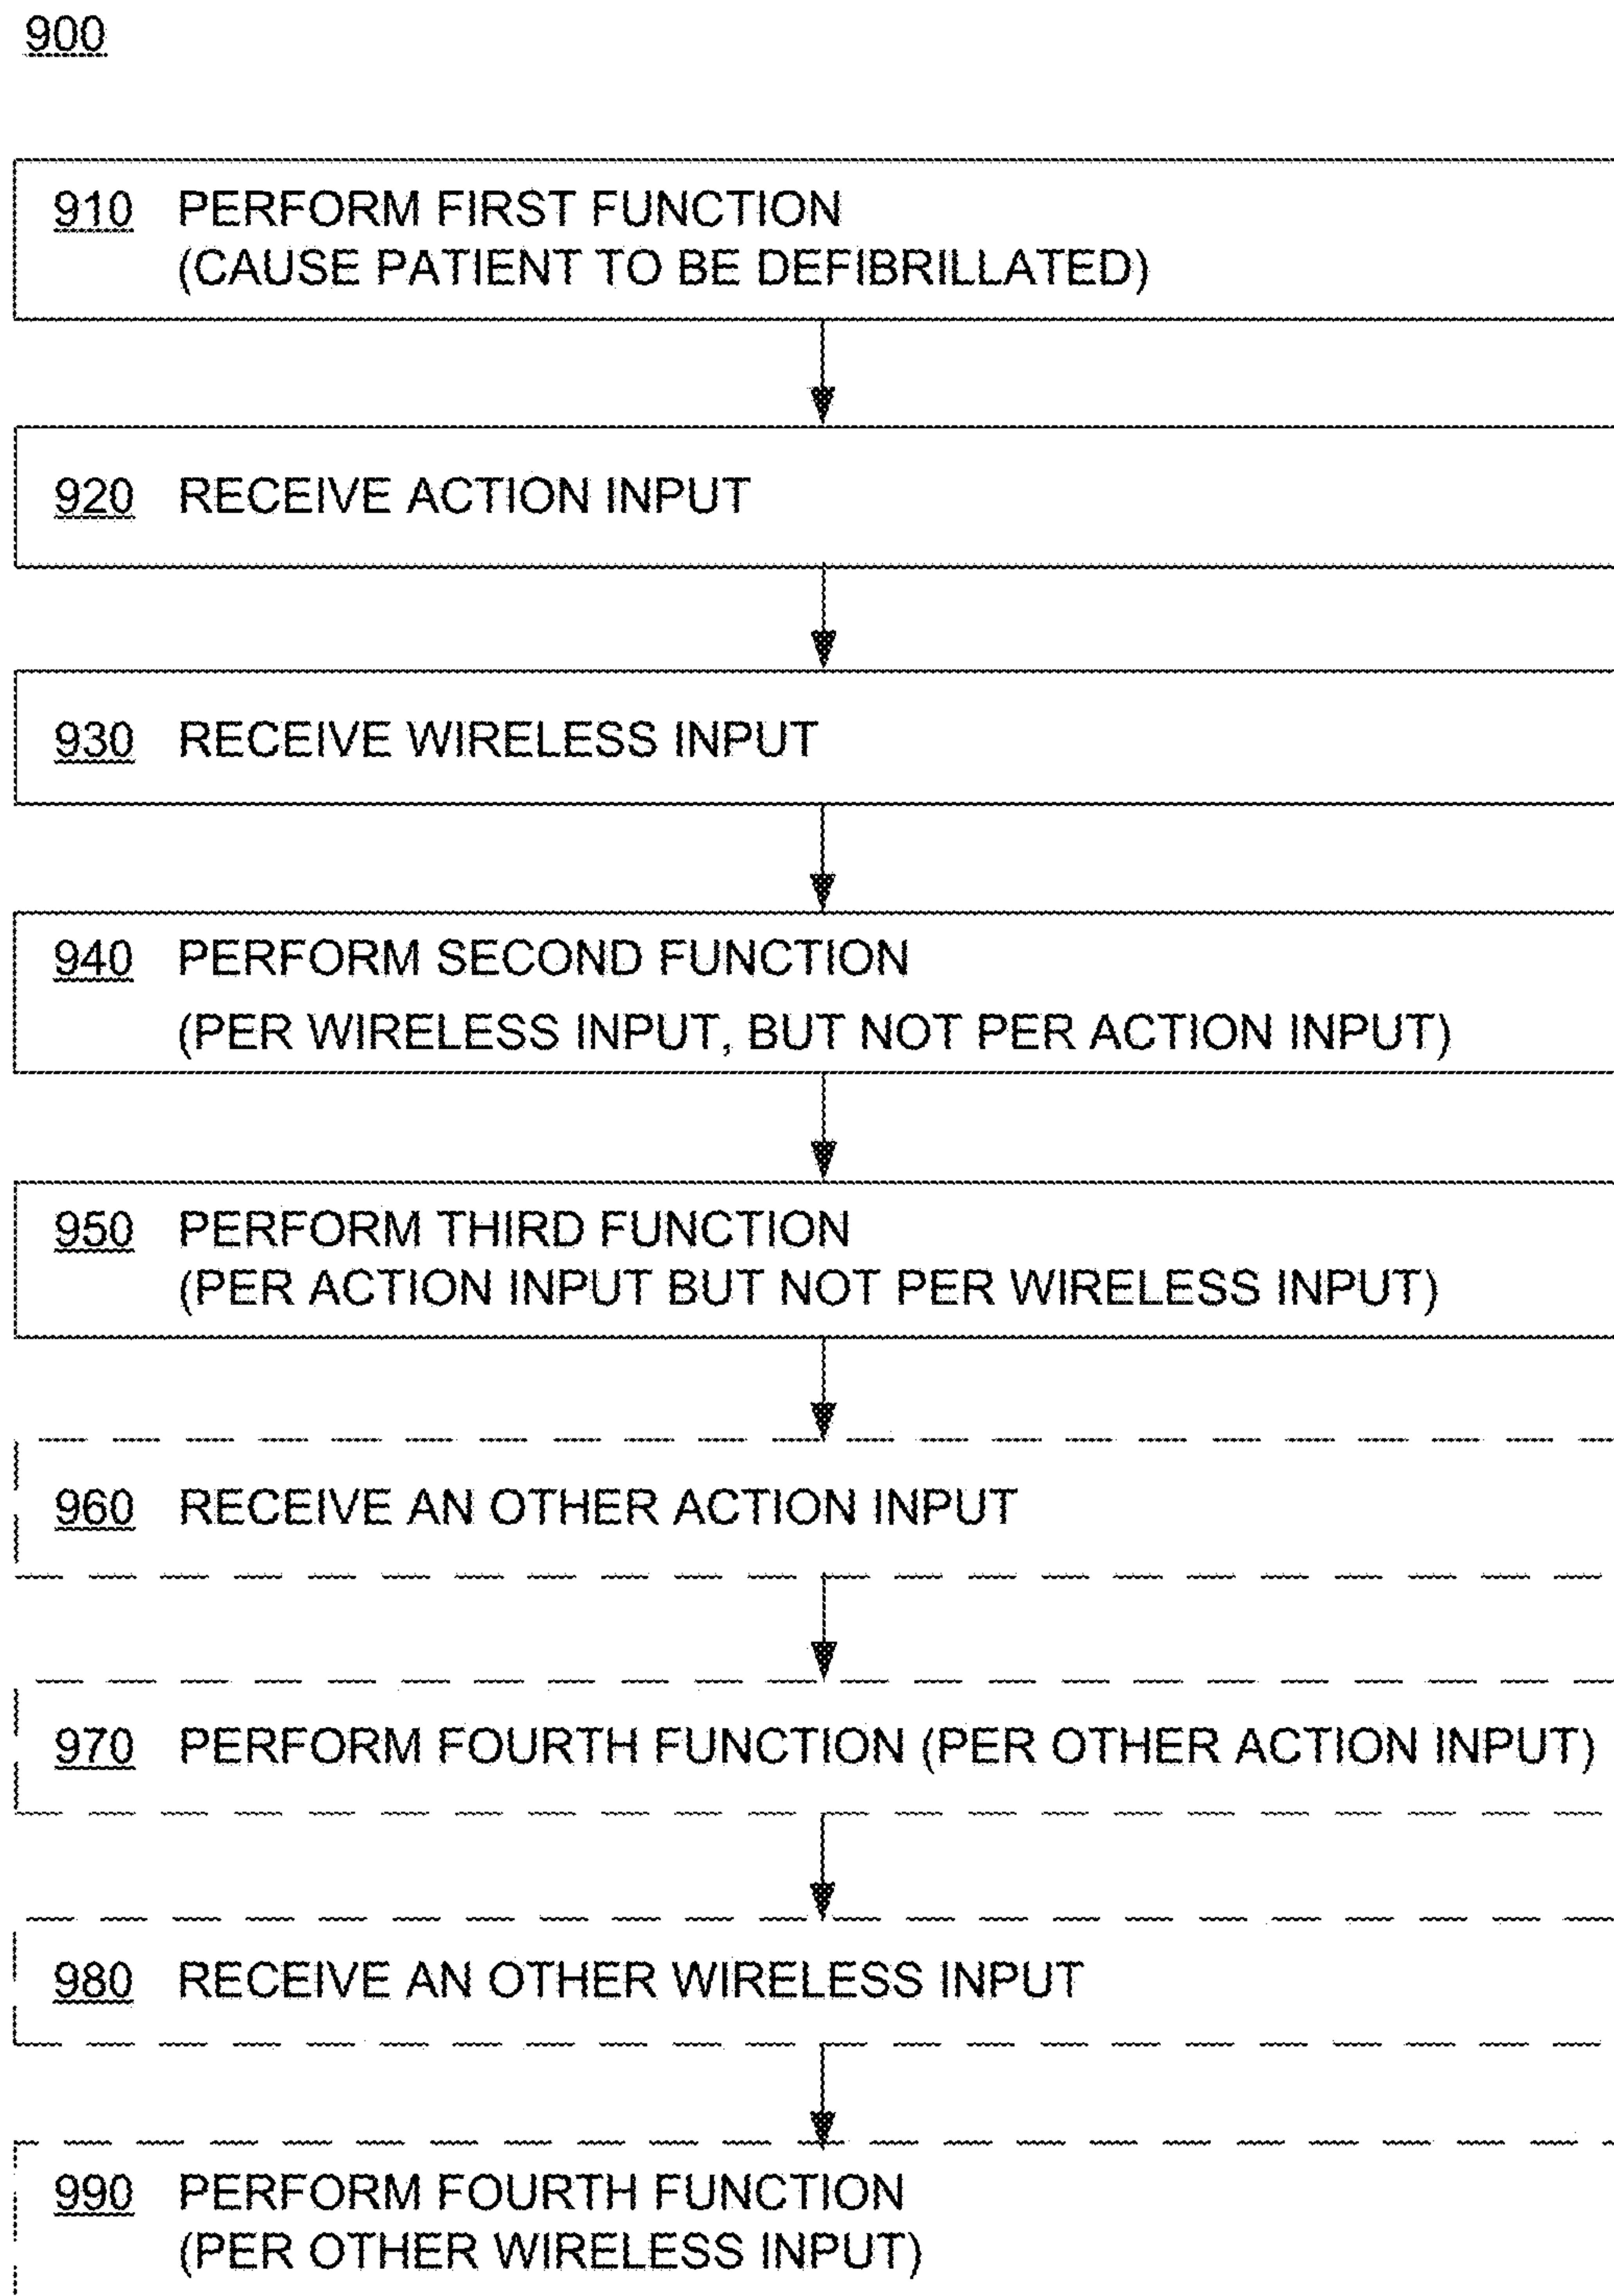 900
910 PERFORM FIRST FUNCTION
(CAUSE PATIENT TO BE DEFIBRILLATED)
920 RECEIVE ACTION INPUT
930 RECEIVE WIRELESS INPUT
940 PERFORM SECOND FUNCTION
(PER WIRELESS INPUT, BUT NOT PER ACTION INPUT)
950 PERFORM THIRD FUNCTION
(PER ACTION INPUT BUT NOT PER WIRELESS INPUT)
960 RECEIVE AN OTHER ACTION INPUT
970 PERFORM FOURTH FUNCTION (PER OTHER ACTION INPUT)
980 RECEIVE AN OTHER WIRELESS INPUT
990 PERFORM FOURTH FUNCTION
(PER OTHER WIRELESS INPUT)